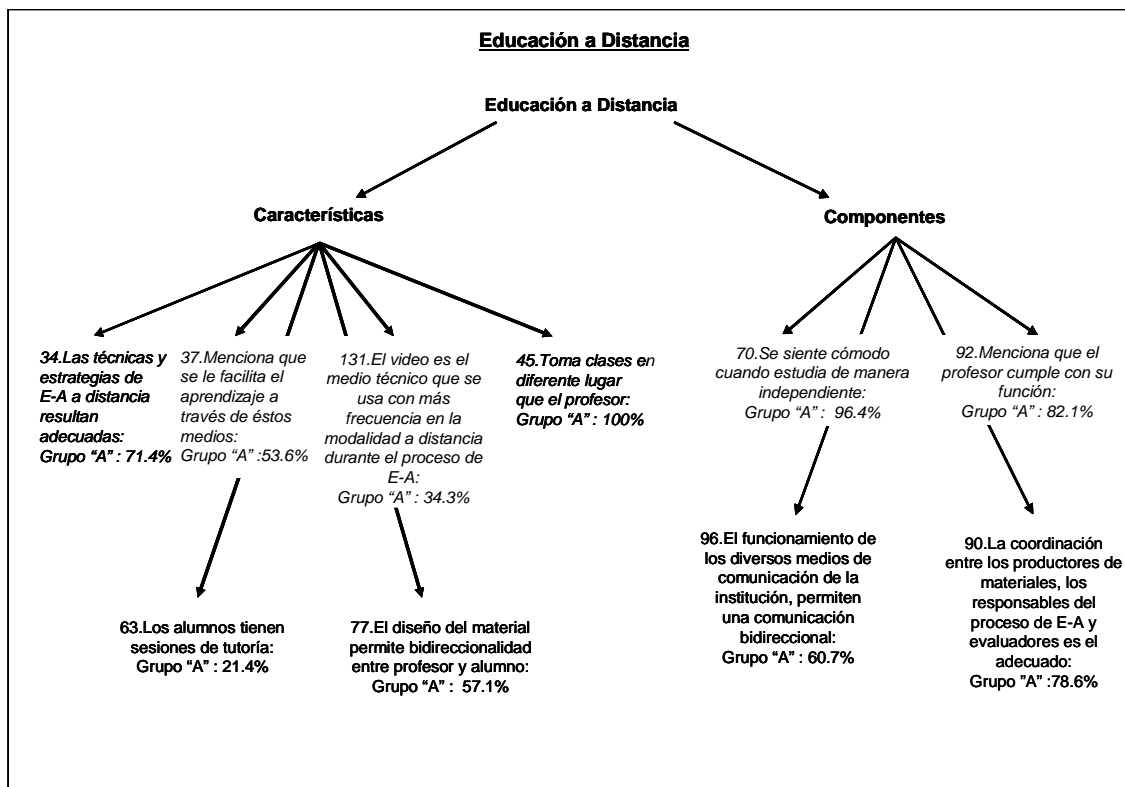 Educación a Distancia
Educación a Distancia
Características
Componentes
34.Las técnicas y
estrategias de
E-A a distancia
resultan
adecuadas:
Grupo “A” : 71.4%
37.Menciona que
se le facilita el
aprendizaje a
través de éstos
medios:
Grupo “A” :53.6%
131.El video es el
medio técnico que se
usa con más
frecuencia en la
modalidad a distancia
durante el proceso de
E-A:
Grupo “A” : 34.3%
45.Toma clases en
diferente lugar
que el profesor:
Grupo “A” : 100%
70.Se siente cómodo
cuando estudia de manera
independiente:
Grupo “A” : 96.4%
92.Menciona que el
profesor cumple con su
función:
Grupo “A” : 82.1%
63.Los alumnos tienen
sesiones de tutoría:
Grupo “A” : 21.4%
77.El diseño del material
permite bidireccionalidad
entre profesor y alumno:
Grupo “A” : 57.1%
96.El funcionamiento de
los diversos medios de
comunicación de la
institución, permiten
una comunicación
bidireccional:
Grupo “A” : 60.7%
90.La coordinación
entre los productores de
materiales, los
responsables del
proceso de E-A y
evaluadores es el
adecuado:
Grupo ”A” :78.6%